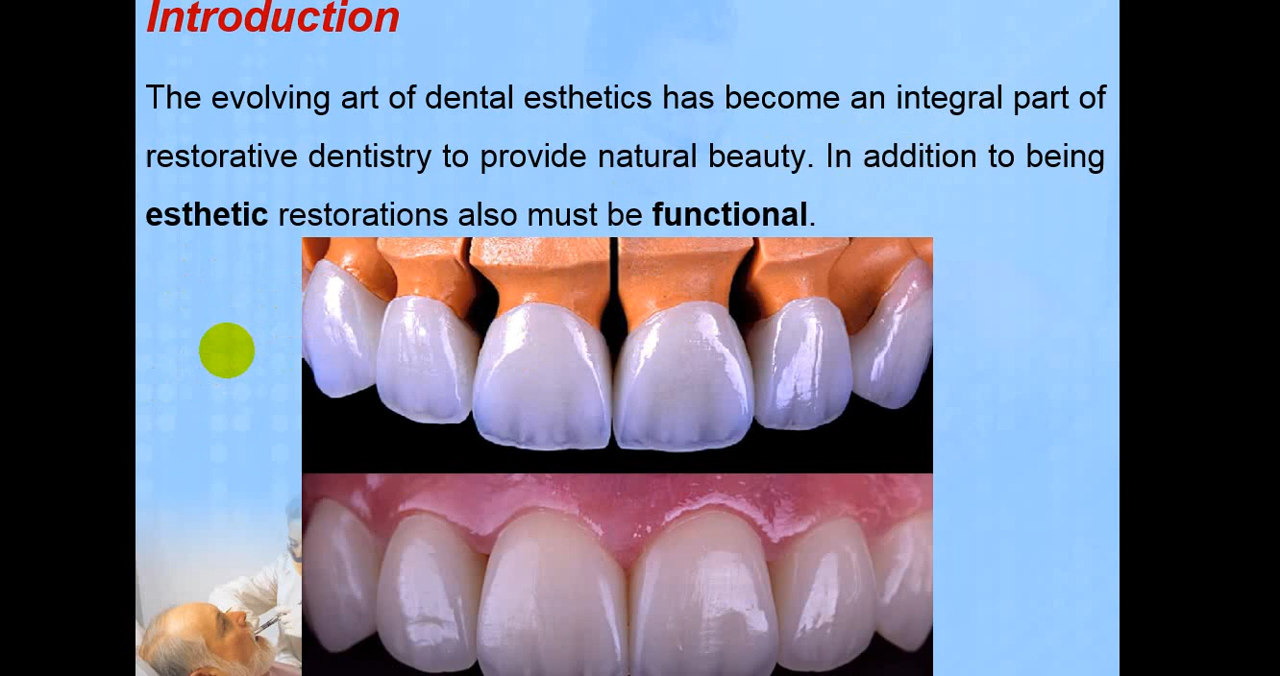 Introduction
The evolving art of dental esthetics has become an integral part of
restorative dentistry to provide natural beauty. In addition to being
esthetic restorations also must be functional.